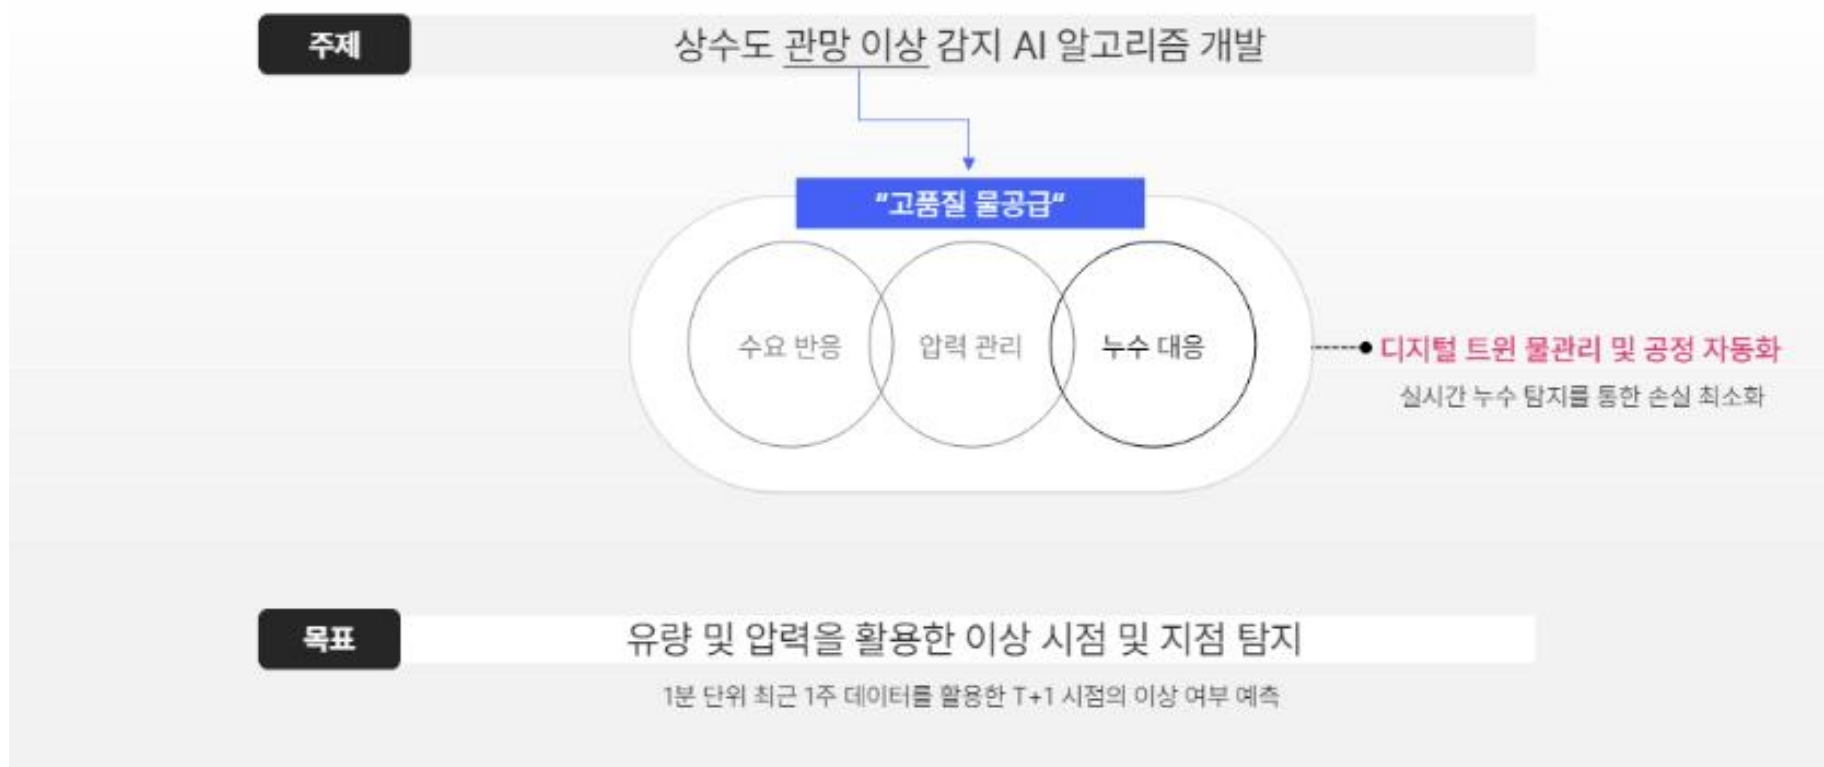 주제
상수도 관망 이상 감지 AI 알고리즘 개발
"고품질 물공급"
수요 반응
압력 관리
누수 대응
디지털 트윈 물관리 및 공정 자동화
실시간 누수 탐지를 통한 손실 최소화
목표
유량 및 압력을 활용한 이상 시점 및 지점 탐지
1분 단위 최근 1주 데이터를 활용한 T+1 시점의 이상 여부 예측